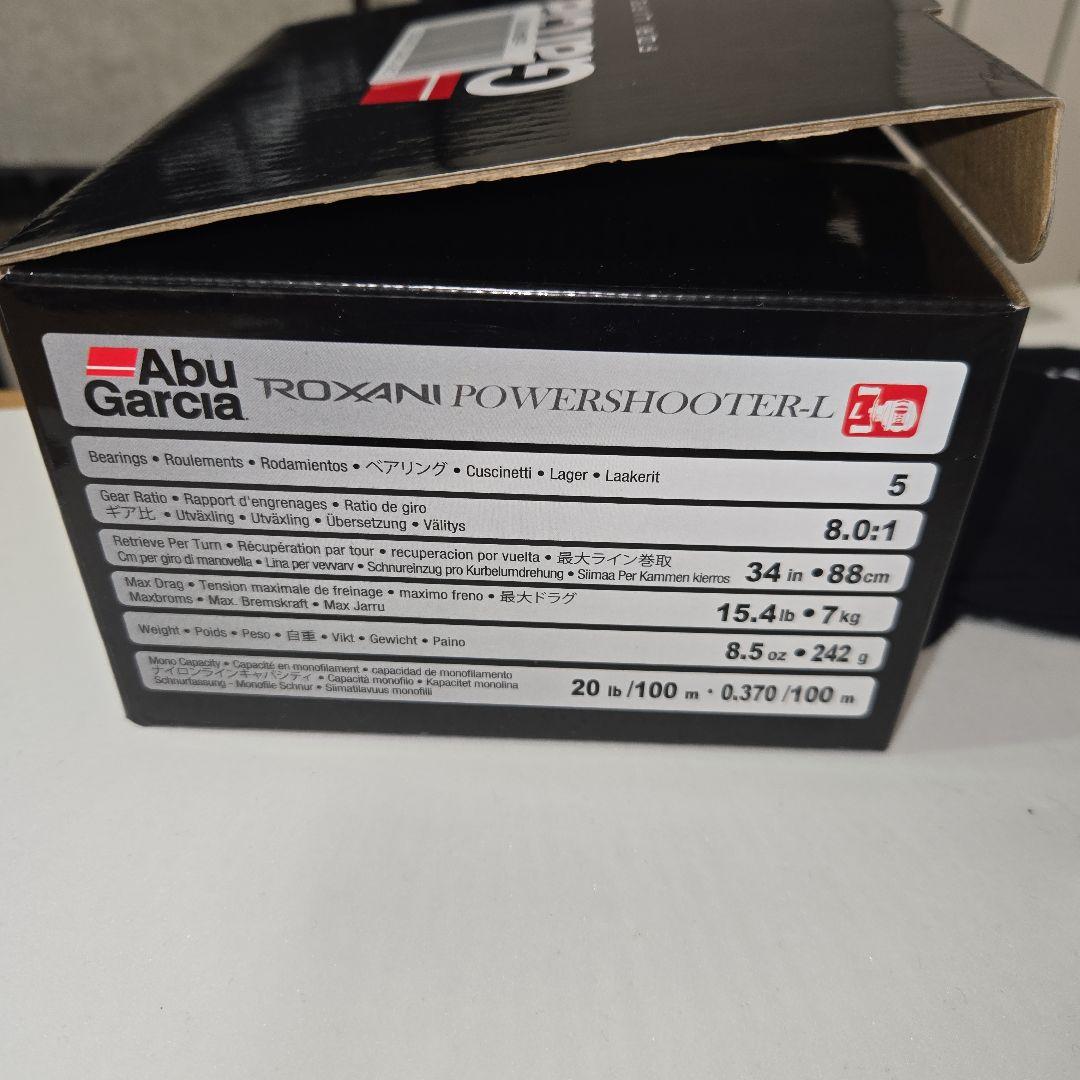 Garcia
Abu
Garcia
ROXANI POWERSHOOTER-L
L
Bearings • Roulements • Rodamientos • ベアリング • Cuscinetti • Lager • Laakerit
5
Gear Ratio • Rapport d'engrenages • Ratio de giro
ギア比 • Utväxling • Utväxling • Übersetzung • Välitys
8.0:1
Retrieve Per Turn • Récupération par tour • recuperacion por vuelta • 最大ライン巻取
Cm per giro di manovella • Lina per vevvarv • Schnureinzug pro Kurbelumdrehung • Siimaa Per Kammen kierros
34 in • 88cm
Max Drag • Tension maximale de freinage • maximo freno • 最大ドラグ
Maxbroms • Max. Bremskraft • Max Jarru
15.4lb • 7kg
Weight • Poids • Peso • 自重 • Vikt • Gewicht • Paino
8.5 oz • 242 g
Mono Capacity • Capacité en monofilament • capacidad de monofilamento
ナイロンラインキャパシティ • Capacità monofilo • Kapacitet monolina
Schnurfassung - Monofile Schnur • Siimatilavuus monofiili
20 lb /100 m · 0.370 /100 m